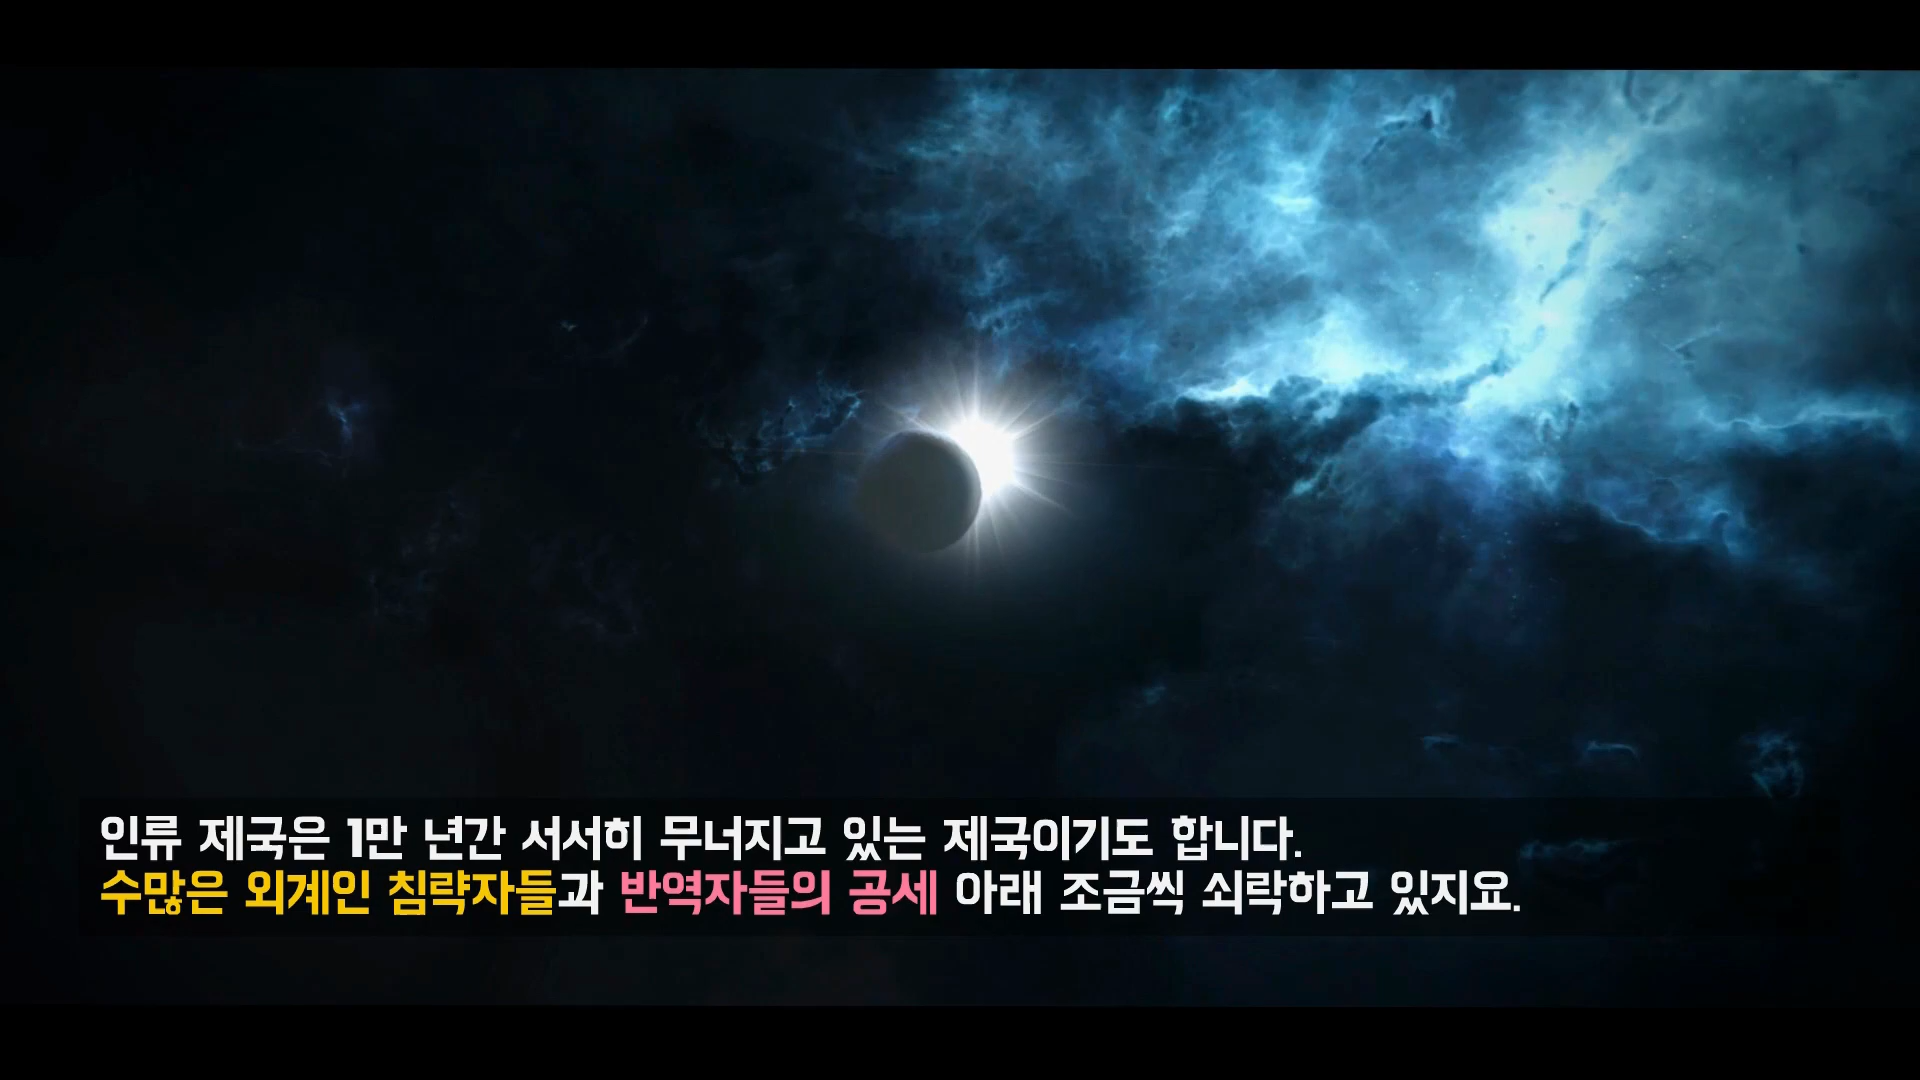 인류 제국은 1만 년간 서서히 무너지고 있는 제국이기도 합니다.
수많은 외계인 침략자들과 반역자들의 공세 아래 조금씩 쇠락하고 있지요.